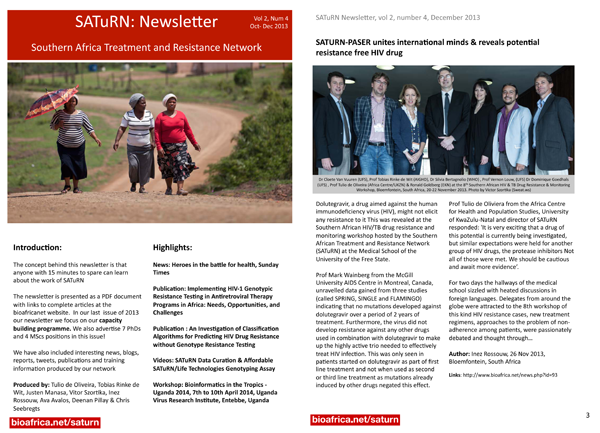 SATuRN: Newsletter
Vol 2, Num 4
Oct- Dec 2013
Southern Africa Treatment and Resistance Network
Introduction:
The concept behind this newsletter is that
anyone with 15 minutes to spare can learn
about the work of SATuRN
The newsletter is presented as a PDF document
with links to complete articles at the
bioafricanet website. In our last issue of 2013
our newsletter we focus on our capacity
building programme. We also advertise 7 PhDs
and 4 MScs positions in this issue!
We have also included interesting news, blogs,
reports, tweets, publications and training
information produced by our network
Produced by: Tulio de Oliveira, Tobias Rinke de
Wit, Justen Manasa, Vitor Szortika, Inez
Rossouw, Ava Avalos, Deenan Pillay & Chris
Seebregts
bioafrica.net/saturn
Highlights:
News: Heroes in the battle for health, Sunday
Times
Publication: Implementing HIV-1 Genotypic
Resistance Testing in Antiretroviral Therapy
Programs in Africa: Needs, Opportunities, and
Challenges
Publication : An Investigation of Classification
Algorithms for Predicting HIV Drug Resistance
without Genotype Resistance Testing
Videos: SATuRN Data Curation & Affordable
SATuRN/Life Technologies Genotyping Assay
Workshop: Bioinformatics in the Tropics -
Uganda 2014, 7th to 10th April 2014, Uganda
Virus Research Institute, Entebbe, Uganda
SATuRN Newsletter, vol 2, number 4, December 2013
SATURN-PASER unites international minds & reveals potential
resistance free HIV drug
Dr Cloete Van Vuuren (UFS), Prof Tobias Rinke de Wit (AIGHD), Dr Silvia Bertagnolio (WHO) , Prof Vernon Louw, (UFS) Dr Dominique Goedhals
(UFS) , Prof Tulio de Oliveira (Africa Centre/UKZN) & Ronald Guldberg (EKN) at the 8th Southern African HIV & TB Drug Resistance & Monitoring
Workshop, Bloemfontein, South Africa, 20-22 November 2013. Photo by Victor Szortika
Dolutegravir, a drug aimed against the human
immunodeficiency virus (HIV), might not elicit
any resistance to it This was revealed at the
Southern African HIV/TB drug resistance and
monitoring workshop hosted by the Southern
African Treatment and Resistance Network
(SATuRN) at the Medical School of the
University of the Free State.
Prof Mark Wainberg from the McGill
University AIDS Centre in Montreal, Canada,
unravelled data gained from three studies
(called SPRING, SINGLE and FLAMINGO)
indicating that no mutations developed against
dolutegravir over a period of 2 years of
treatment. Furthermore, the virus did not
develop resistance against any other drugs
used in combination with dolutegravir to make
up the highly active trio needed to effectively
treat HIV infection. This was only seen in
patients started on dolutegravir as part of first
line treatment and not when used as second
or third line treatment as mutations already
induced by other drugs negated this effect.
bioafrica.net/saturn
Prof Tulio de Oliviera from the Africa Centre
for Health and Population Studies, University
of KwaZulu-Natal and director of SATuRN
responded: 'It is very exciting that a drug of
this potential is currently being investigated,
but similar expectations were held for another
group of HIV drugs, the protease inhibitors Not
all of those were met. We should be cautious
and await more evidence'.
For two days the hallways of the medical
school sizzled with heated discussions in
foreign languages. Delegates from around the
globe were attracted to the 8th workshop of
this kind HIV resistance cases, new treatment
regimens, approaches to the problem of non-
adherence among patients, were passionately
debated and thought through...
Author: Inez Rossouw, 26 Nov 2013,
Bloemfontein, South Africa
Links: http://www.bioafrica.net/news.php?id=93
3